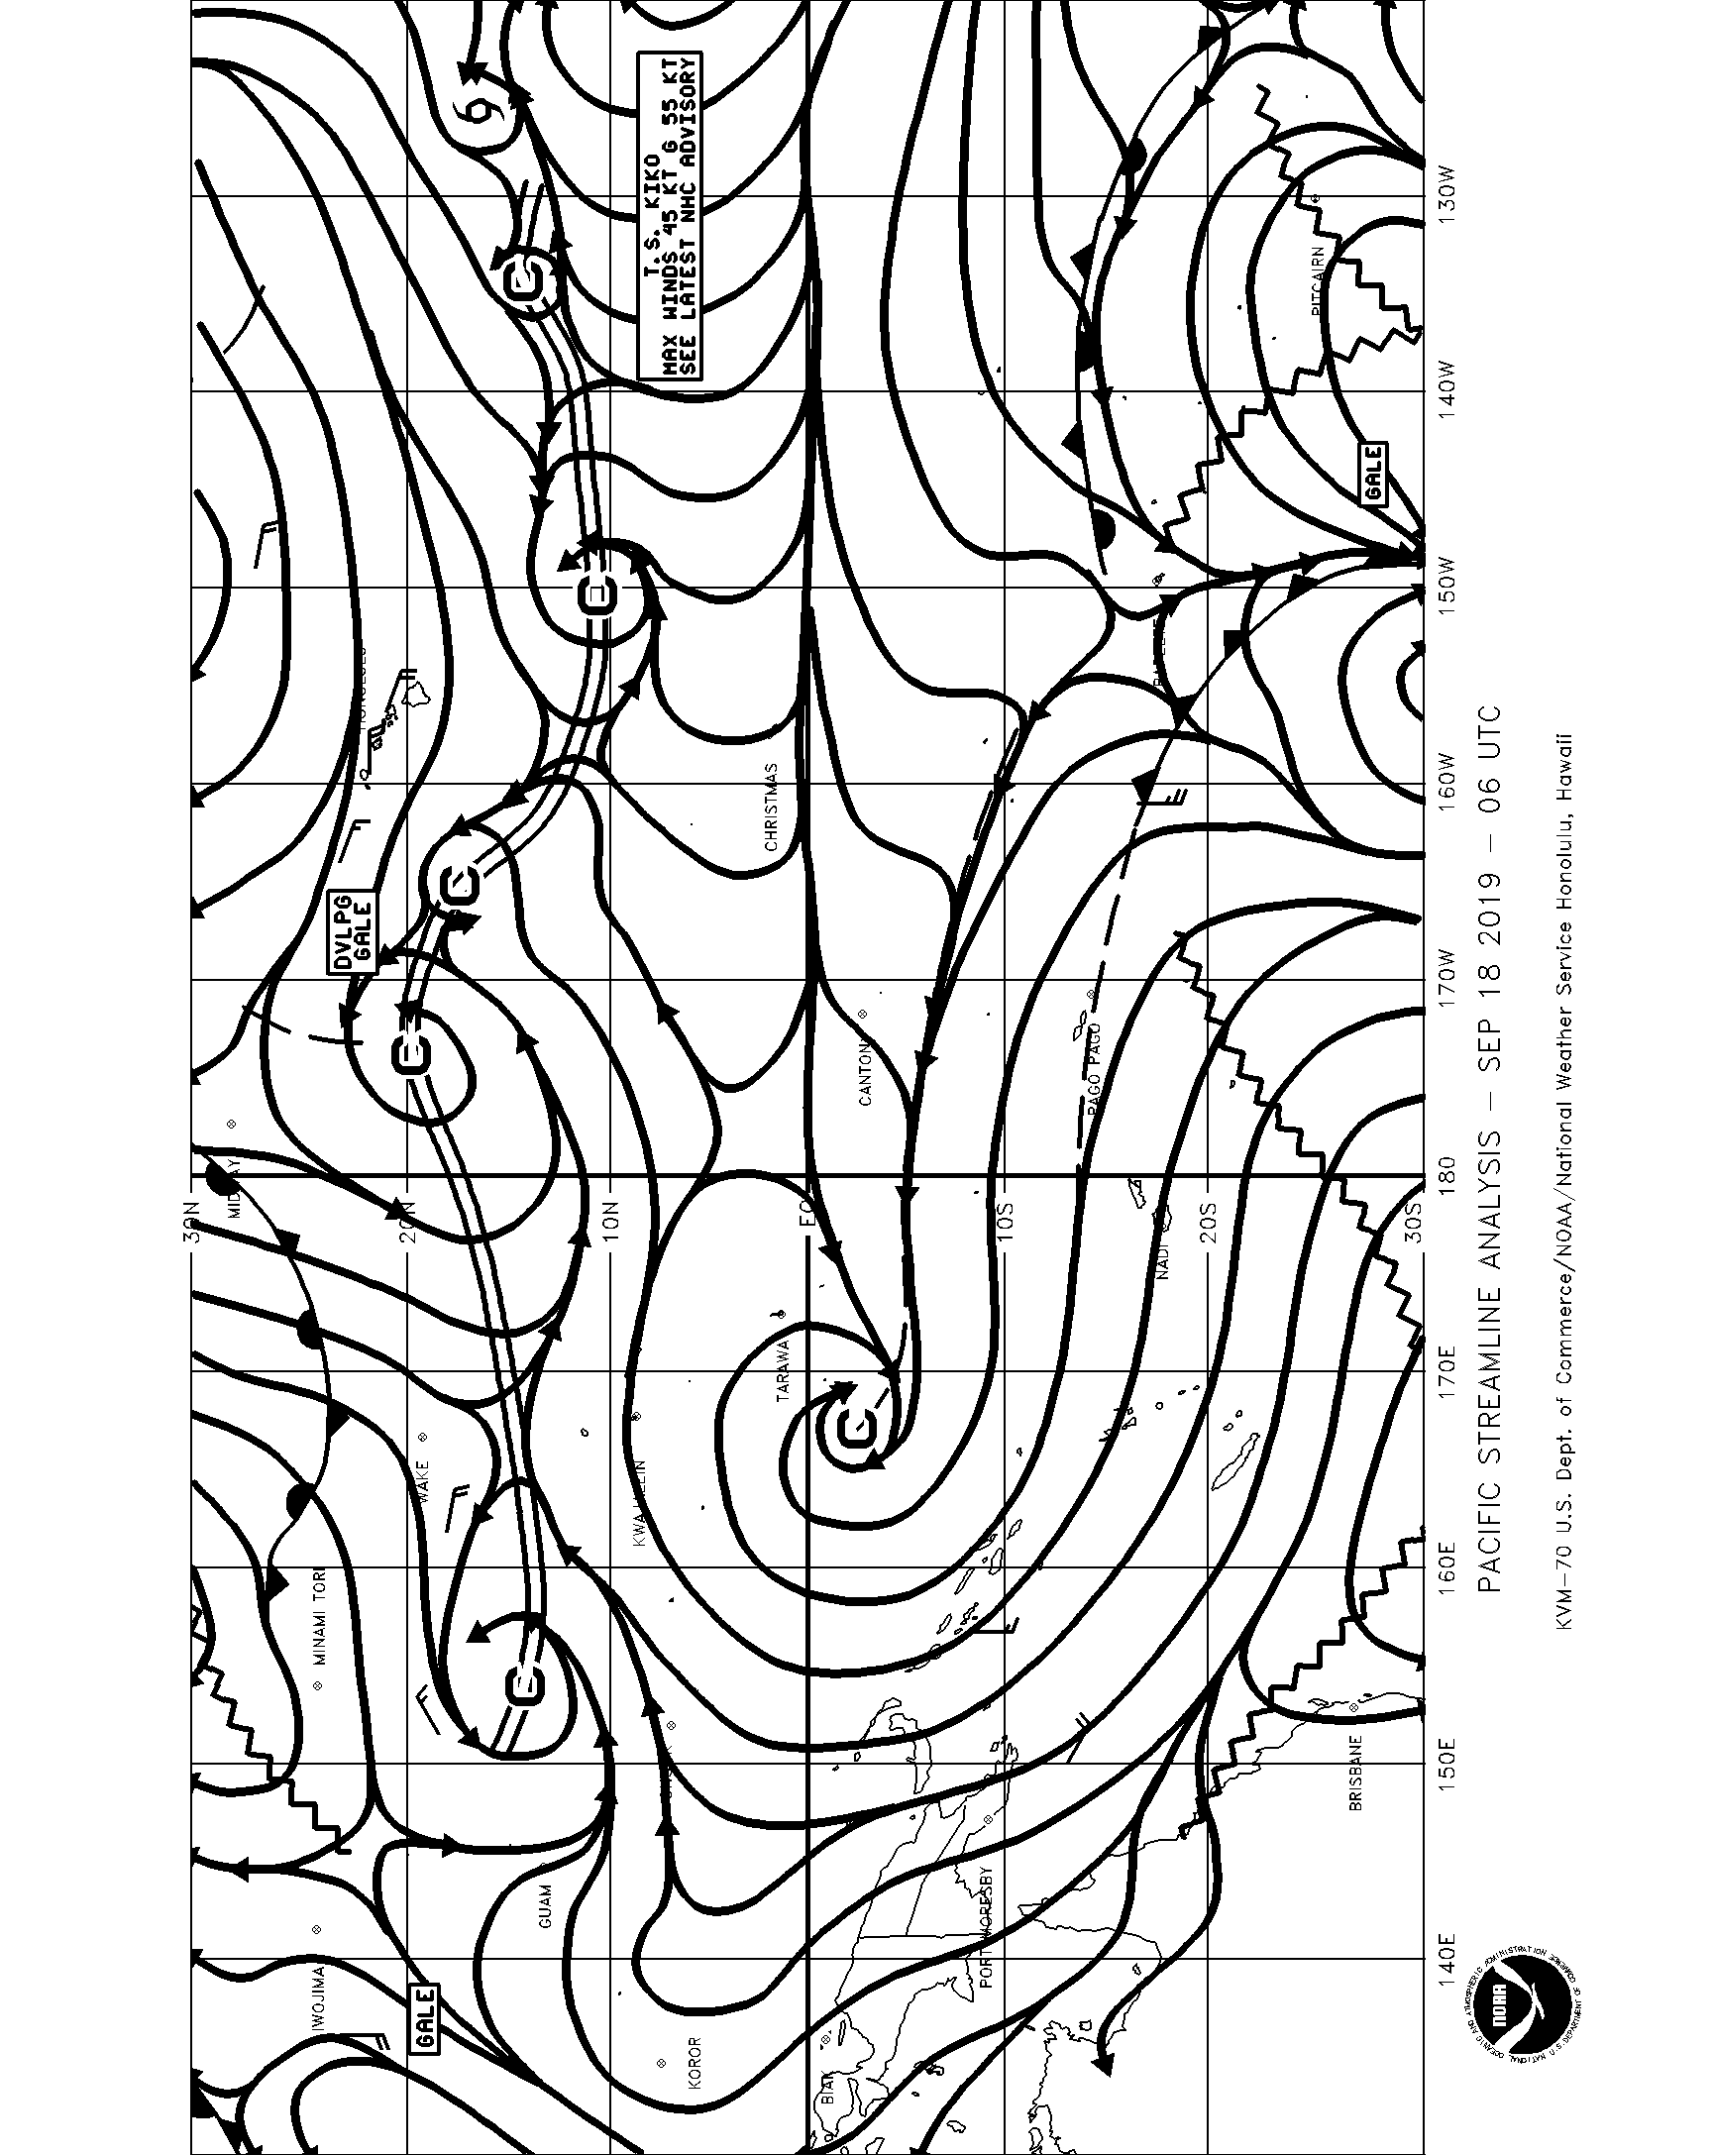 T. S. KIKO
MAX WINDS 45 KT G 55 KT
SEE LATEST NHC ADVISORY
DVLPG
GALE
GALE
GALE
HONOLULU
CHRISTMAS
CANTON
PAGO PAGO
PITCAIRN
MIDWAY
WAKE
MINAMI TORI
TARAWA
KWAJALEIN
NADI
GUAM
IWOJIMA
KOROR
BIAK
PORT MORESBY
BRISBANE
30N
20N
10N
EQ
10S
20S
30S
140E
150E
160E
170E
180
170W
160W
150W
140W
130W
PACIFIC STREAMLINE ANALYSIS – SEP 18 2019 – 06 UTC
KVM–70 U.S. Dept. of Commerce/NOAA/National Weather Service Honolulu, Hawaii
NOAA
NATIONAL OCEANIC AND ATMOSPHERIC ADMINISTRATION
U.S. DEPARTMENT OF COMMERCE